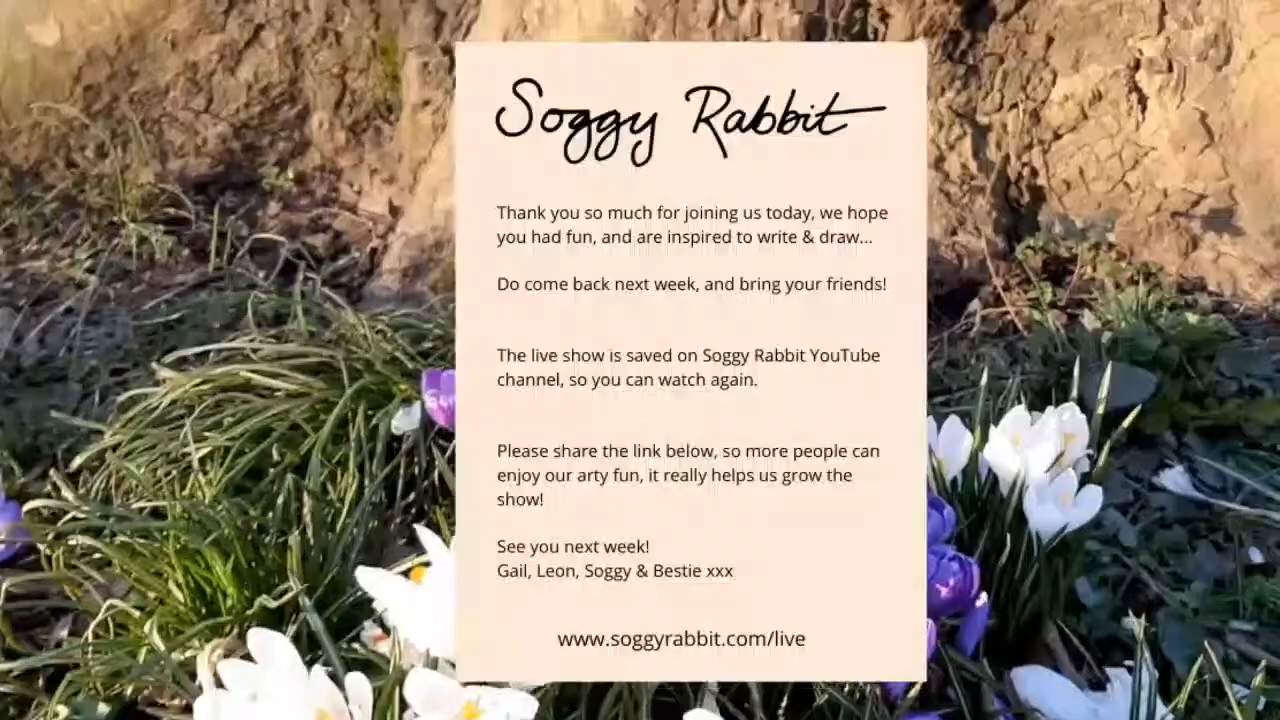 Soggy Rabbit
Thank you so much for joining us today, we hope
you had fun, and are inspired to write & draw...
Do come back next week, and bring your friends!
The live show is saved on Soggy Rabbit YouTube
channel, so you can watch again.
Please share the link below, so more people can
enjoy our arty fun, it really helps us grow the
show!
See you next week!
Gail, Leon, Soggy & Bestie xxx
www.soggyrabbit.com/live